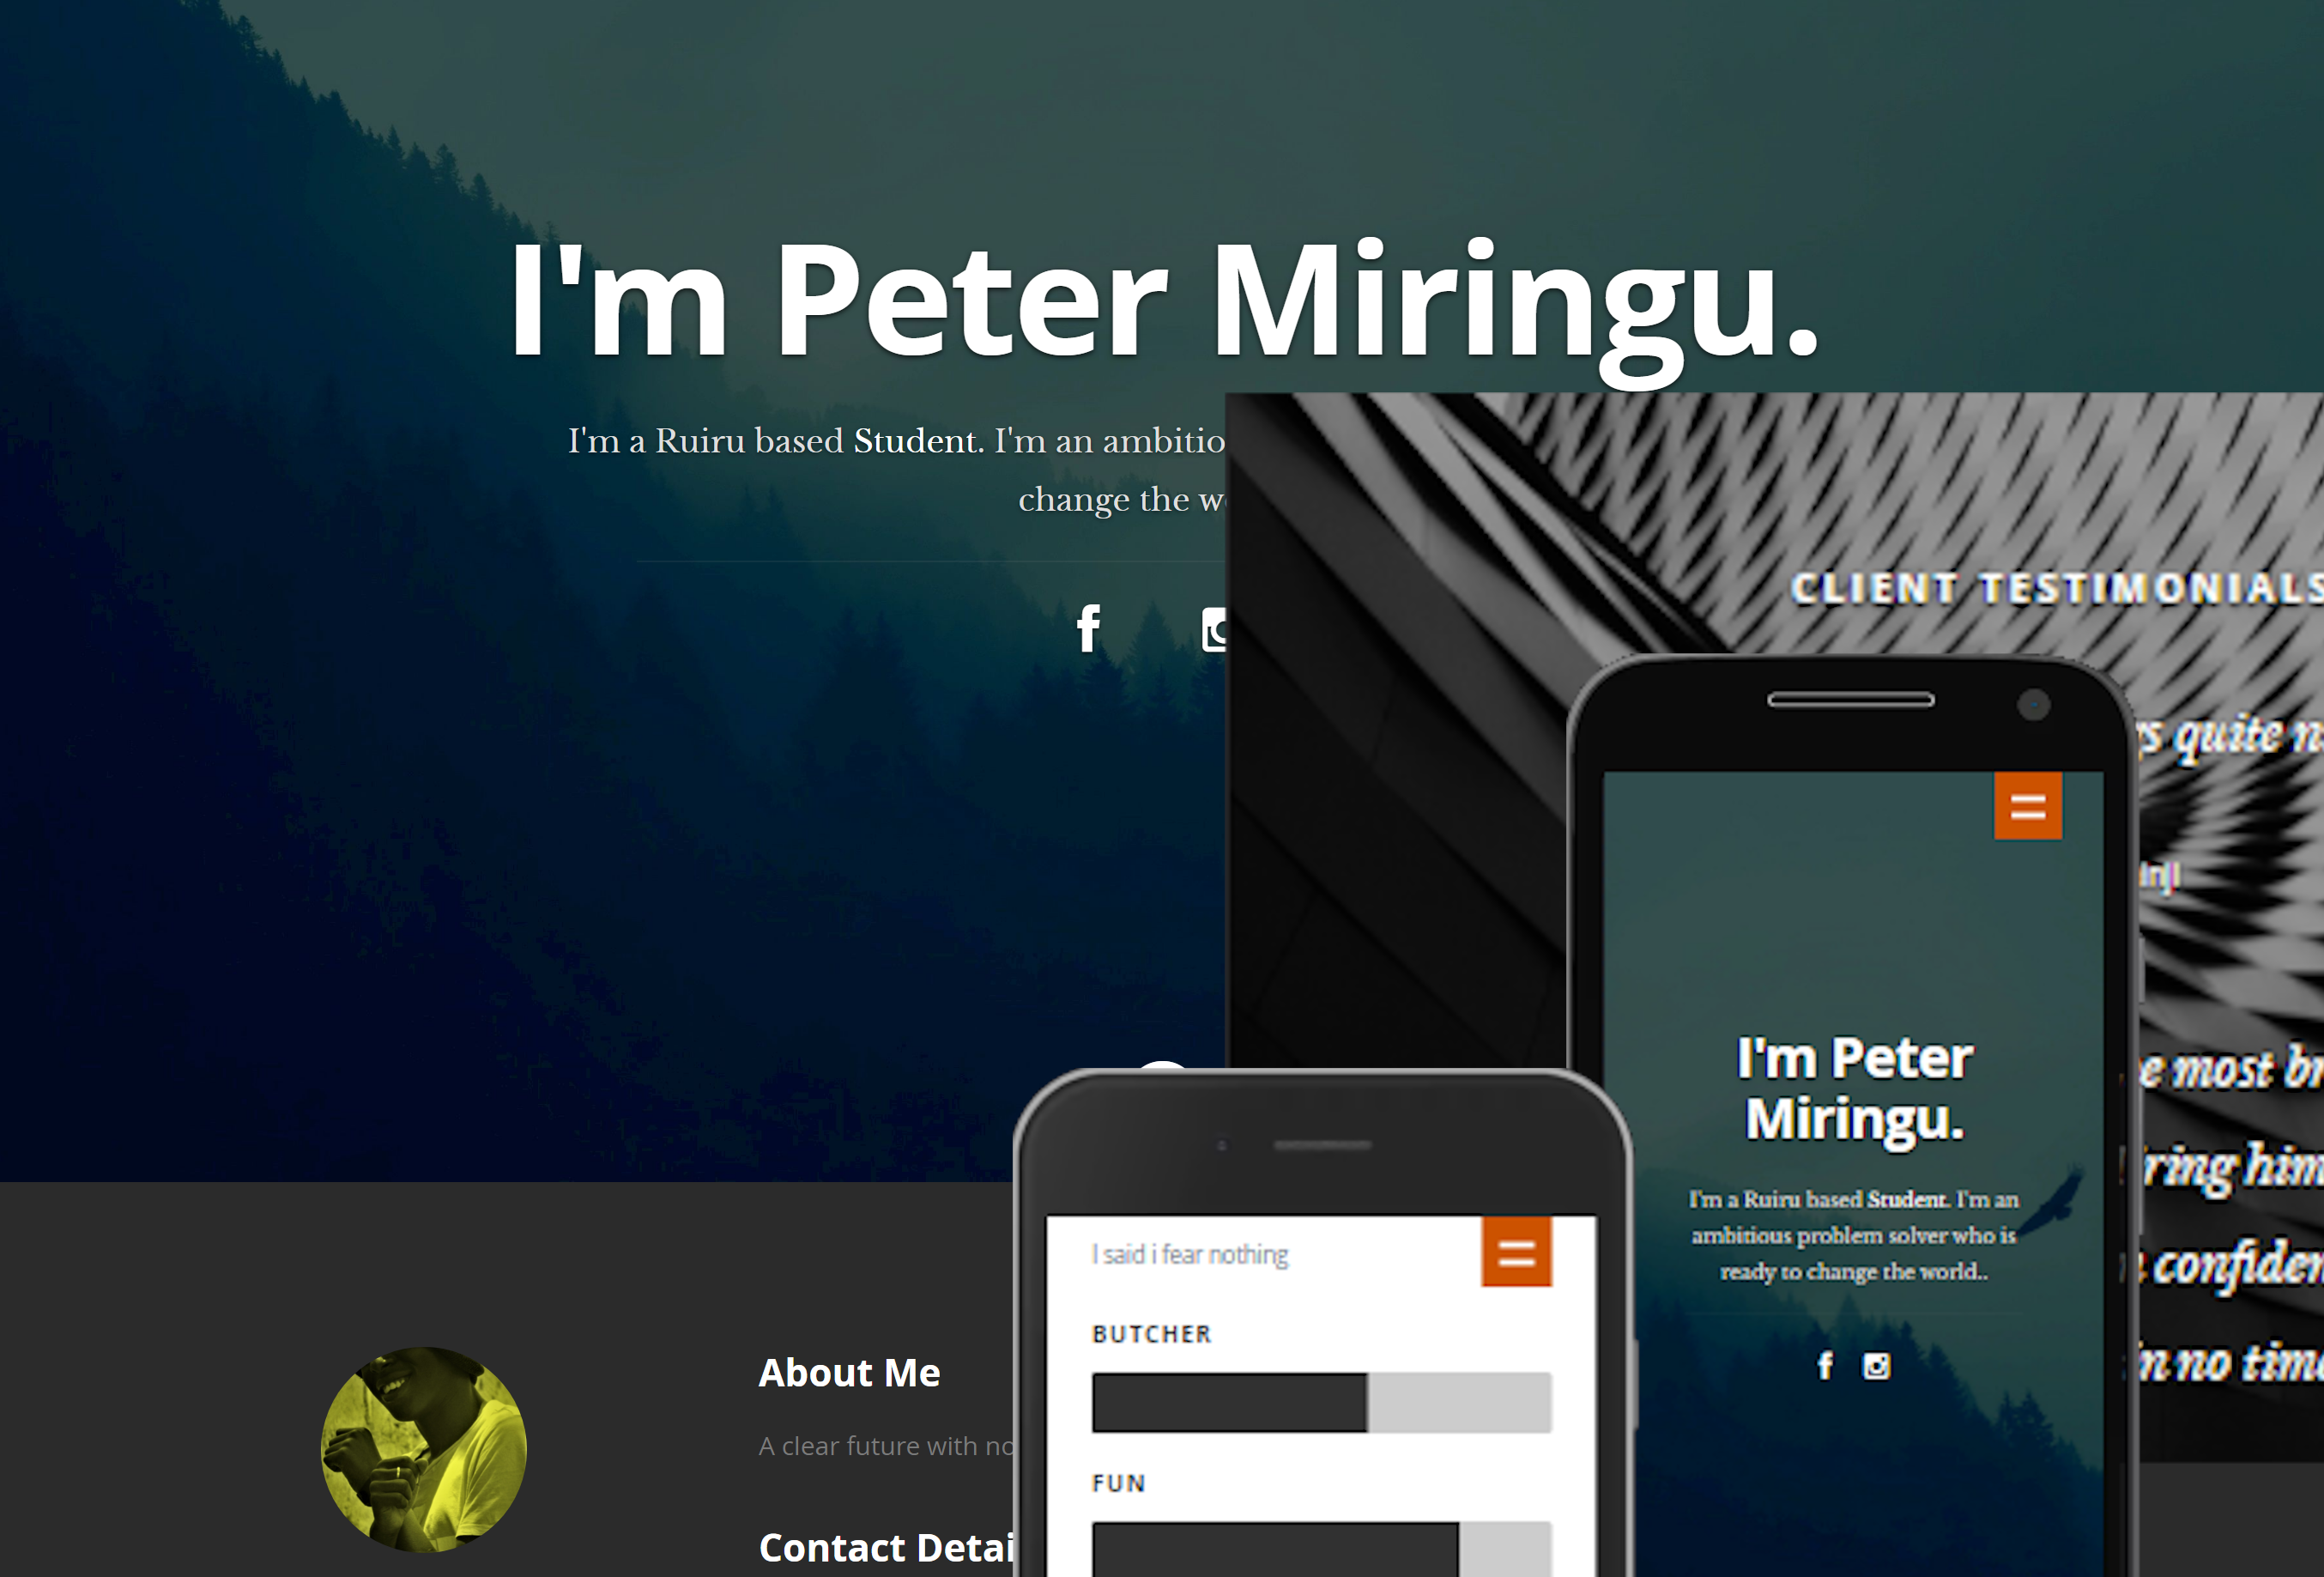 I'm Peter Miringu.
I'm a Ruiru based Student. I'm an ambitio
change the
CLIENT TESTIMONIALS
quite
I'm Peter
Miringu.
I'm a Ruiru based Student. I'm an
ambitious problem solver who is
ready to change the world..
most
him
confiden
in no time
I said i fear nothing
BUTCHER
FUN
About Me
A clear future with no
Contact Detai